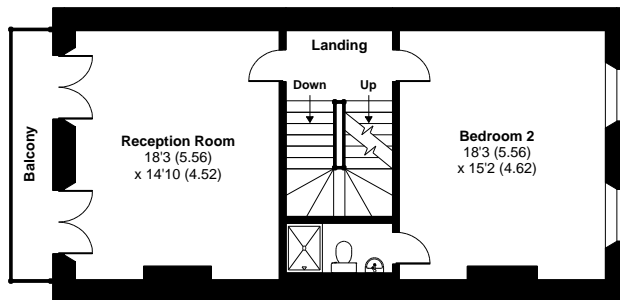 Landing
Down
Up
Balcony
Reception Room
18'3 (5.56)
x 14'10 (4.52)
Bedroom 2
18'3 (5.56)
x 15'2 (4.62)